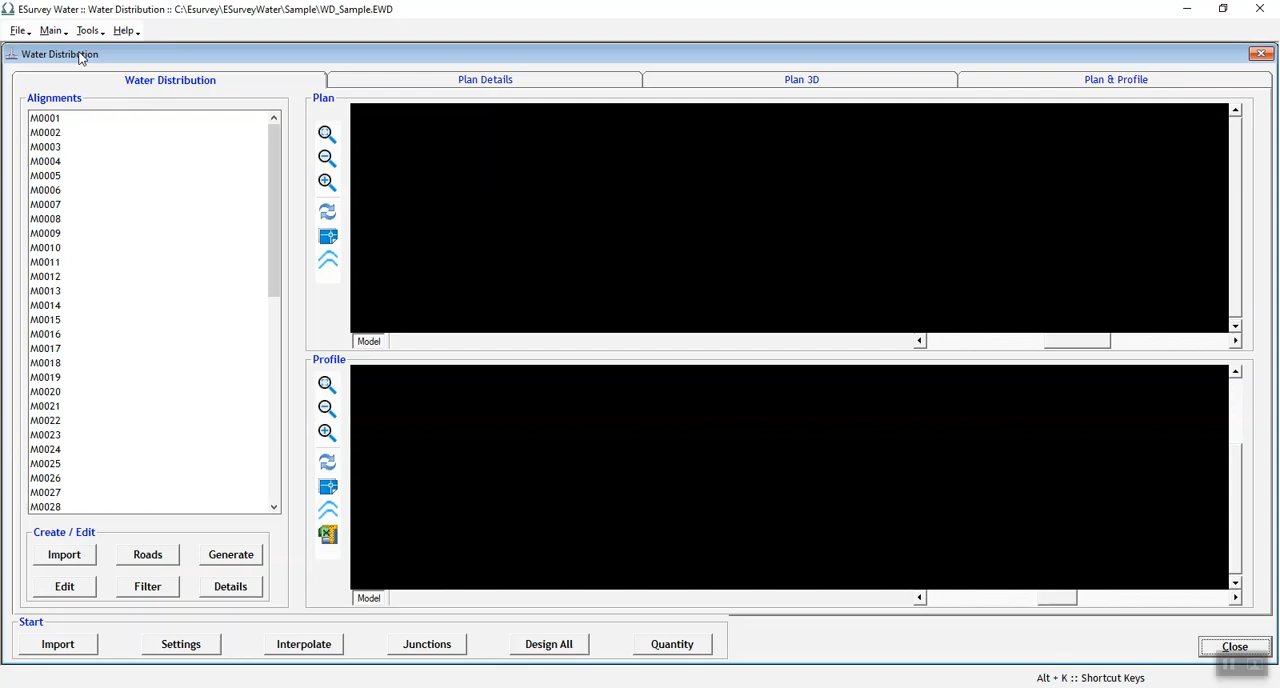 ESurvey Water :: Water Distribution :: C:\Esurvey\ESurveyWater\Sample\WD_Sample.EWD
File Main Tools Help
Water Distribution
Water Distribution Plan Details Plan 3D Plan & Profile
Alignments
M0001
M0002
M0003
M0004
M0005
M0006
M0007
M0008
M0009
M0010
M0011
M0012
M0013
M0014
M0015
M0016
M0017
M0018
M0019
M0020
M0021
M0022
M0023
M0024
M0025
M0026
M0027
M0028
Create / Edit
Import Roads Generate
Edit Filter Details
Plan
Model
Profile
Model
Start
Import Settings Interpolate Junctions Design All Quantity
Close
Alt + K :: Shortcut Keys